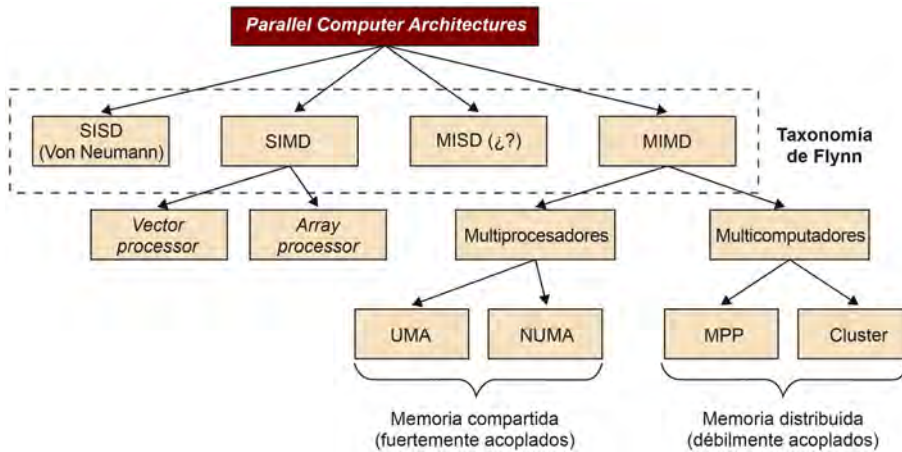 Parallel Computer Architectures
SISD
(Von Neumann)
SIMD
MISD (¿?)
MIMD
Taxonomía
de Flynn
Vector
processor
Array
processor
Multiprocesadores
Multicomputadores
UMA
NUMA
MPP
Cluster
Memoria compartida
(fuertemente acoplados)
Memoria distribuida
(débilmente acoplados)